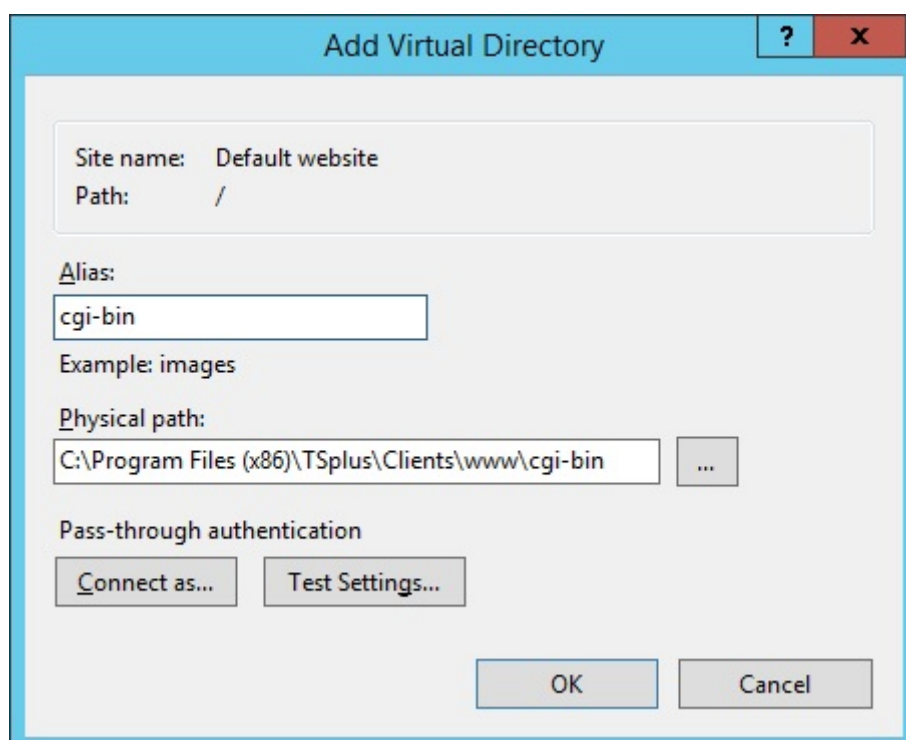 Add Virtual Directory
? x
Site name: Default website
Path: /
Alias:
cgi-bin
Example: images
Physical path:
C:\Program Files (x86)\TSplus\Clients\www\cgi-bin
...
Pass-through authentication
Connect as... Test Settings...
OK Cancel